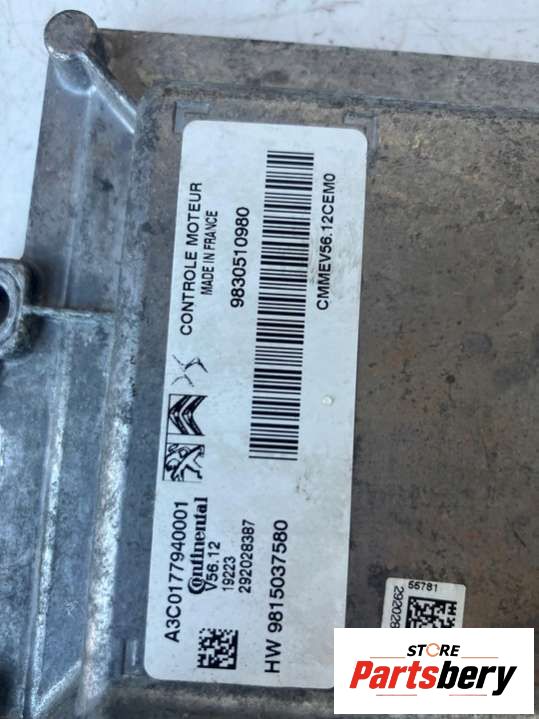 CONTROLE MOTEUR
MADE IN FRANCE
9830510980
CMMEV56.12CEM0
A3C0177940001
Continental
V56.12
19223
292028387
HW 9815037580
55781
STORE
Partsbery